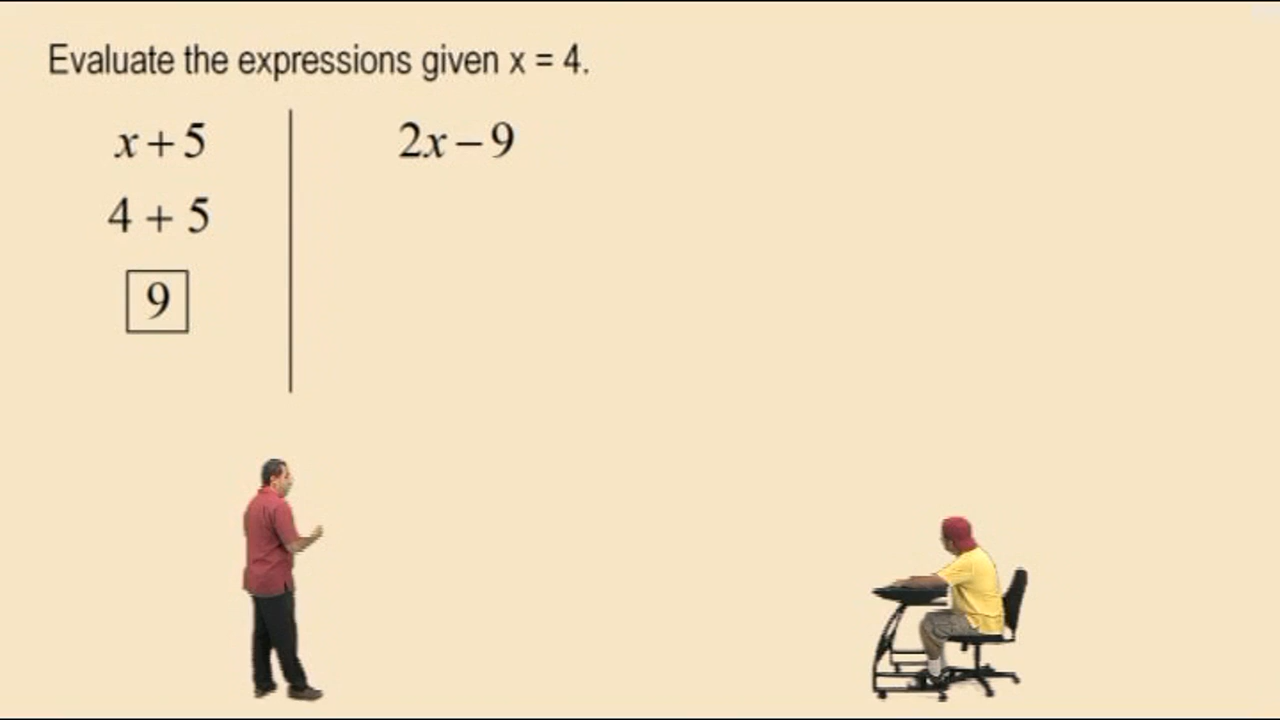 Evaluate the expressions given x = 4.
x + 5
4 + 5
9
2x − 9